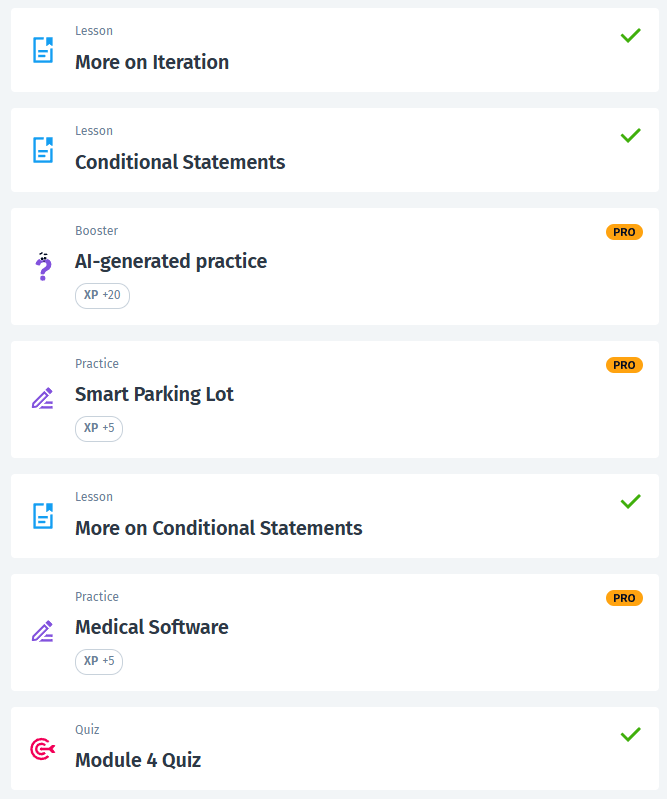 Lesson
More on Iteration
Lesson
Conditional Statements
Booster
PRO
AI-generated practice
XP +20
Practice
PRO
Smart Parking Lot
XP +5
Lesson
More on Conditional Statements
Practice
PRO
Medical Software
XP +5
Quiz
Module 4 Quiz